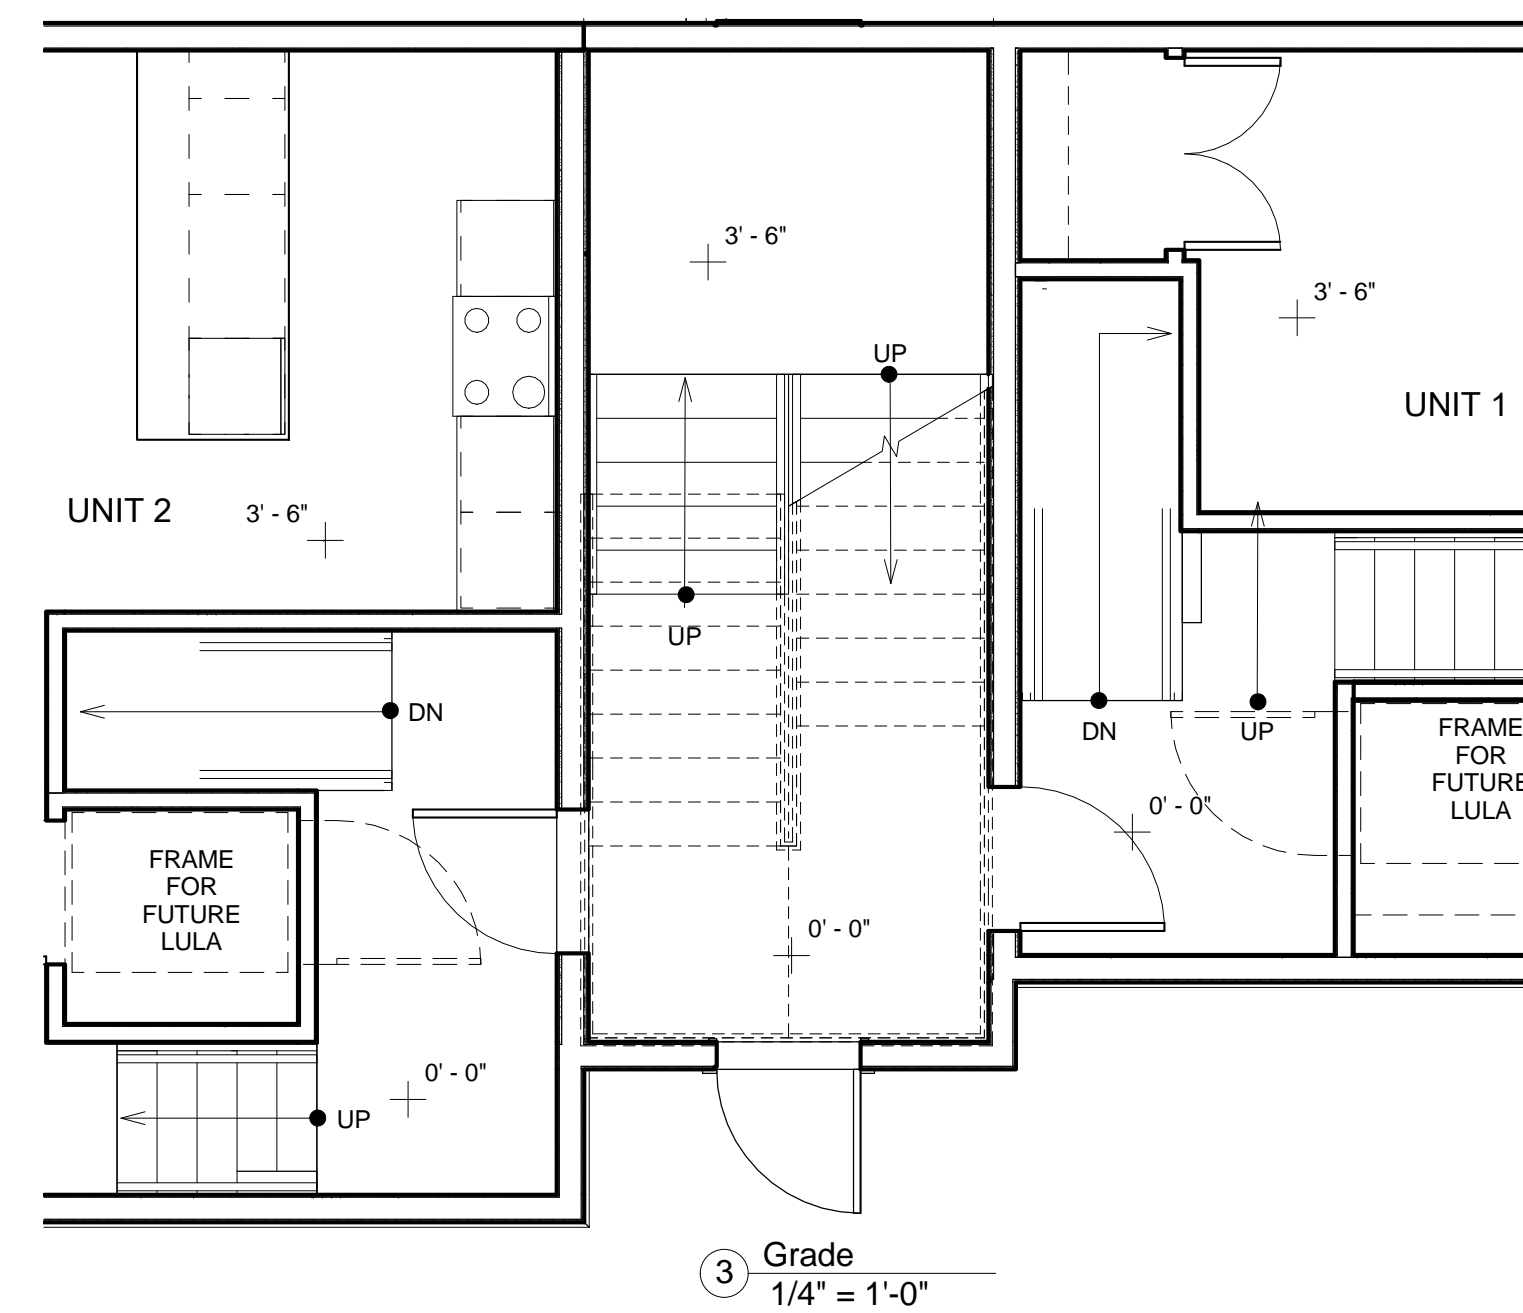 3' - 6"
3' - 6"
UP
UNIT 1
UNIT 2
3' - 6"
UP
DN
DN
UP
FRAME
FOR
FUTURE
LULA
0' - 0"
FRAME
FOR
FUTURE
LULA
0' - 0"
0' - 0"
UP
3
Grade
1/4" = 1'-0"